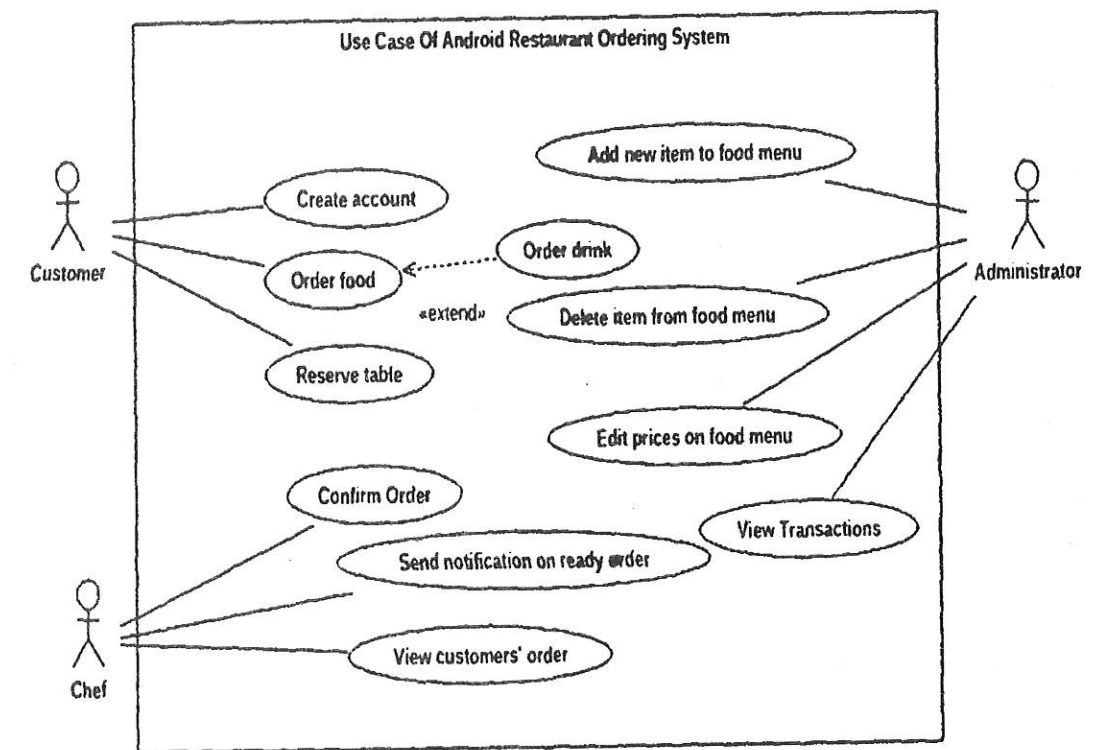 Use Case Of Android Restaurant Ordering System
Add new item to food menu
Create account
Order drink
Customer
Order food
Administrator
«extend»
Delete item from food menu
Reserve table
Edit prices on food menu
Confirm Order
View Transactions
Send notification on ready order
View customers' order
Chef